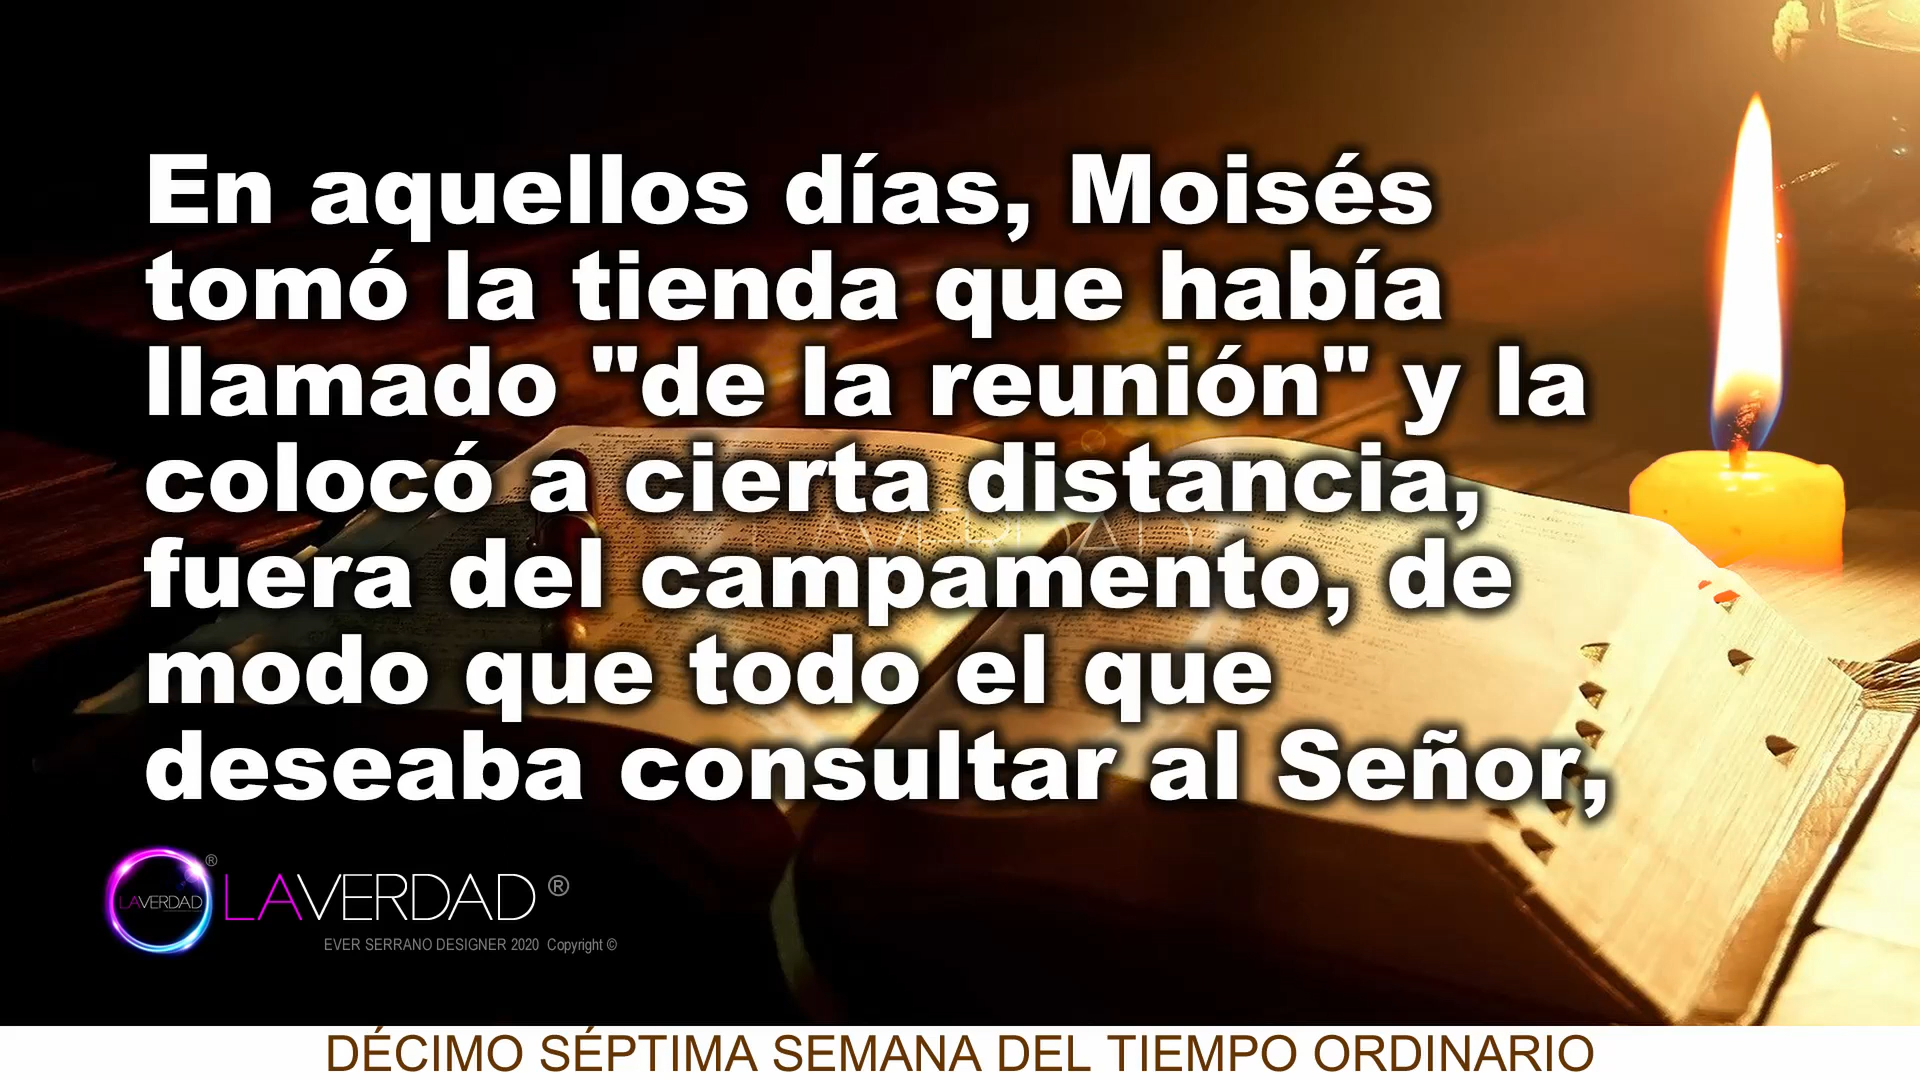 En aquellos días, Moisés
tomó la tienda que había
llamado "de la reunión" y la
colocó a cierta distancia,
fuera del campamento, de
modo que todo el que
deseaba consultar al Señor,
LAVERDAD ®
LAVERDAD ®
EVER SERRANO DESIGNER 2020 Copyright ©
DÉCIMO SÉPTIMA SEMANA DEL TIEMPO ORDINARIO